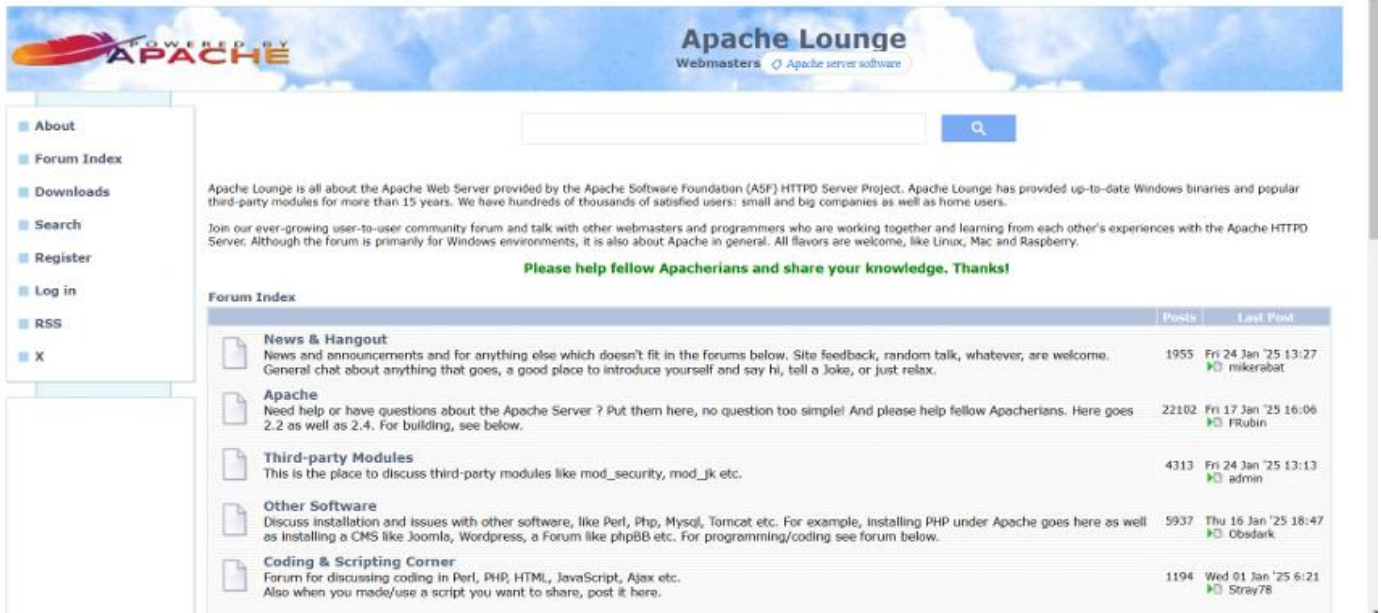 POWERED BY
APACHE
Apache Lounge
Webmasters Apache server software
About
Forum Index
Downloads
Search
Register
Log in
RSS
X
Apache Lounge is all about the Apache Web Server provided by the Apache Software Foundation (ASF) HTTPD Server Project. Apache Lounge has provided up-to-date Windows binaries and popular
third-party modules for more than 15 years. We have hundreds of thousands of satisfied users: small and big companies as well as home users.
Join our ever-growing user-to-user community forum and talk with other webmasters and programmers who are working together and learning from each other's experiences with the Apache HTTPD
Server. Although the forum is primarily for Windows environments, it is also about Apache in general. All flavors are welcome, like Linux, Mac and Raspberry.
Please help fellow Apacherians and share your knowledge. Thanks!
Forum Index
Posts Last Post
News & Hangout
News and announcements and for anything else which doesn't fit in the forums below. Site feedback, random talk, whatever, are welcome.
General chat about anything that goes, a good place to introduce yourself and say hi, tell a Joke, or just relax.
1955 Fri 24 Jan '25 13:27
mikerabat
Apache
Need help or have questions about the Apache Server ? Put them here, no question too simple! And please help fellow Apacherians. Here goes
2.2 as well as 2.4. For building, see below.
22102 Fri 17 Jan '25 16:06
FRubin
Third-party Modules
This is the place to discuss third-party modules like mod_security, mod_jk etc.
4313 Fri 24 Jan '25 13:13
admin
Other Software
Discuss installation and issues with other software, like Perl, Php, Mysql, Tomcat etc. For example, installing PHP under Apache goes here as well
as installing a CMS like Joomla, Wordpress, a Forum like phpBB etc. For programming/coding see forum below.
5937 Thu 16 Jan '25 18:47
Obsdark
Coding & Scripting Corner
Forum for discussing coding in Perl, PHP, HTML, JavaScript, Ajax etc.
Also when you made/use a script you want to share, post it here.
1194 Wed 01 Jan '25 6:21
Stray78